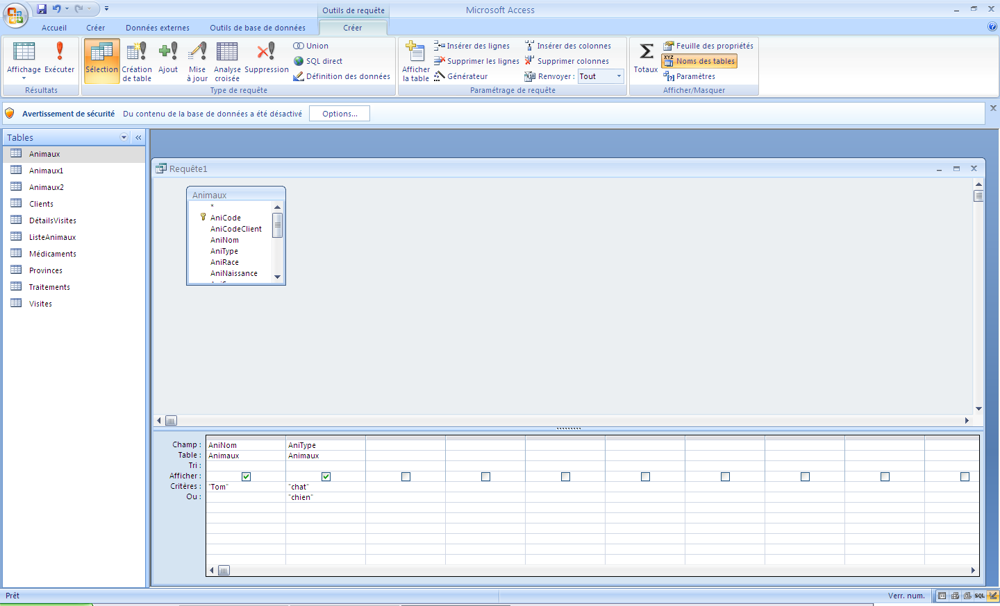 Outils de requête
Microsoft Access
Accueil
Créer
Données externes
Outils de base de données
Créer
Affichage
Exécuter
Résultats
Sélection
Création
de table
Ajout
Mise
à jour
Analyse
croisée
Suppression
Union
SQL direct
Définition des données
Type de requête
Afficher
la table
Insérer des lignes
Supprimer les lignes
Générateur
Insérer des colonnes
Supprimer colonnes
Renvoyer : Tout
Paramétrage de requête
Totaux
Feuille des propriétés
Noms des tables
Paramètres
Afficher/Masquer
Avertissement de sécurité Du contenu de la base de données a été désactivé Options...
Tables
Animaux
Animaux1
Animaux2
Clients
DétailsVisites
ListeAnimaux
Médicaments
Provinces
Traitements
Visites
Requête1
Animaux
*
AniCode
AniCodeClient
AniNom
AniType
AniRace
AniNaissance
Champ : AniNom AniType
Table : Animaux Animaux
Tri :
Afficher :
Critères : "Tom" "chat"
Ou : "chien"
Prêt
Verr. num.
SQL